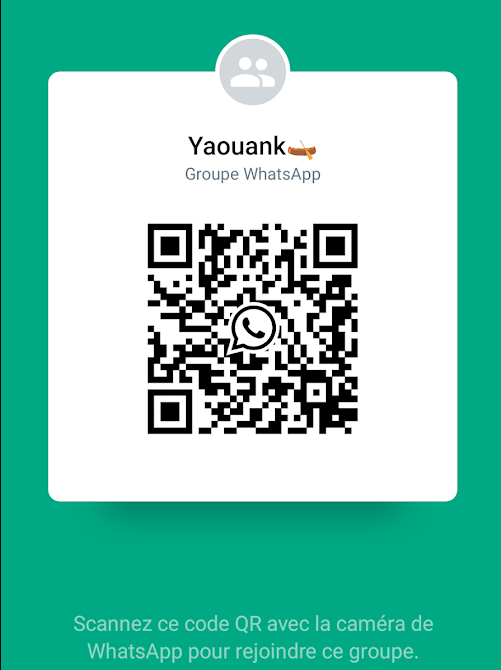 Yaouank🛶
Groupe WhatsApp
Scannez ce code QR avec la caméra de
WhatsApp pour rejoindre ce groupe.